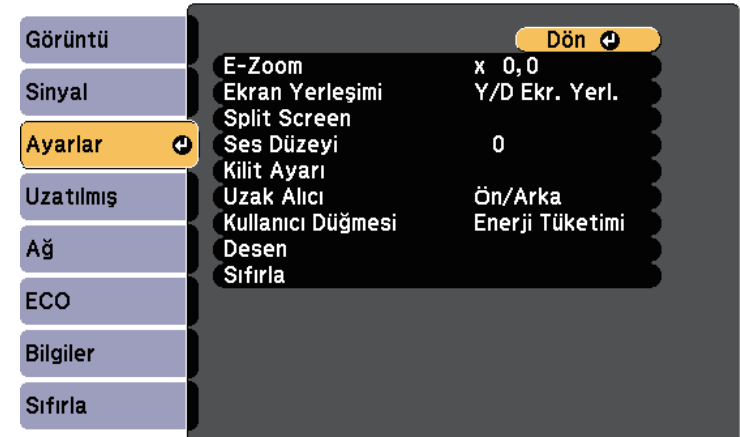 Görüntü
Sinyal
Ayarlar
Uzatılmış
Ağ
ECO
Bilgiler
Sıfırla
Dön
E-Zoom x 0,0
Ekran Yerleşimi Y/D Ekr. Yerl.
Split Screen
Ses Düzeyi 0
Kilit Ayarı
Uzak Alıcı Ön/Arka
Kullanıcı Düğmesi Enerji Tüketimi
Desen
Sıfırla